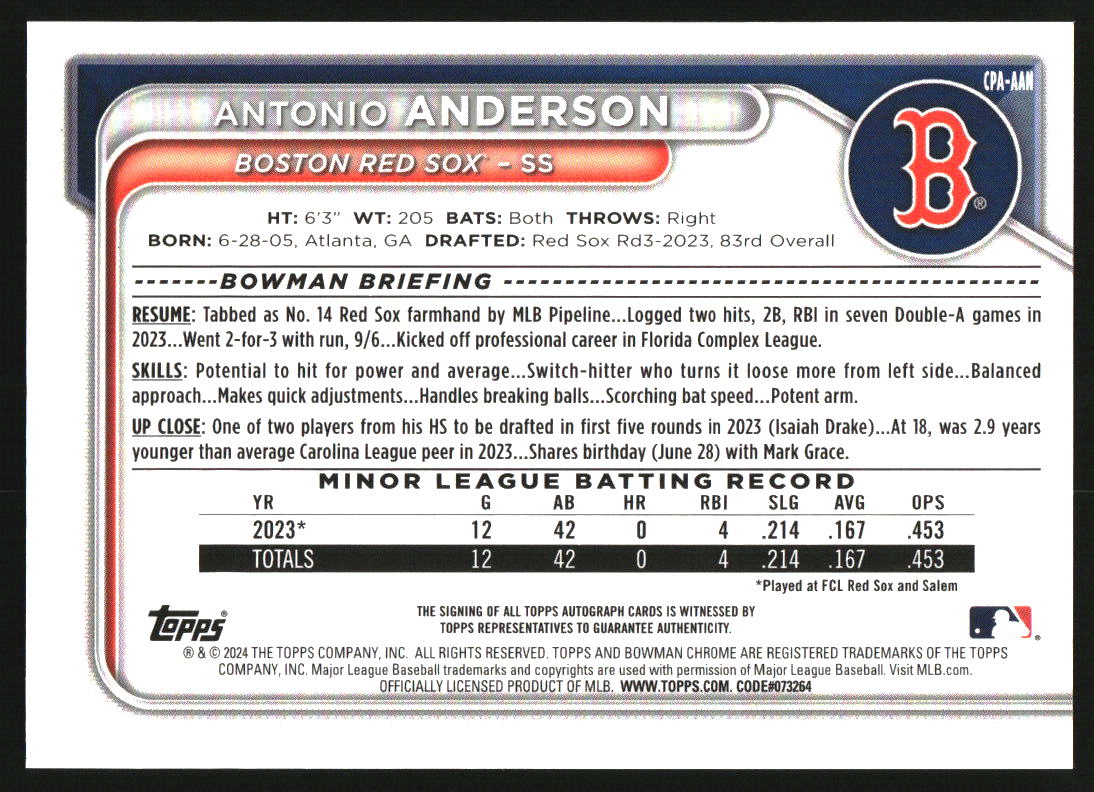 CPA-AAN
ANTONIO ANDERSON
BOSTON RED SOX - SS
B
®
HT: 6'3" WT: 205 BATS: Both THROWS: Right
BORN: 6-28-05, Atlanta, GA DRAFTED: Red Sox Rd3-2023, 83rd Overall
BOWMAN BRIEFING
RESUME: Tabbed as No. 14 Red Sox farmhand by MLB Pipeline...Logged two hits, 2B, RBI in seven Double-A games in
2023...Went 2-for-3 with run, 9/6...Kicked off professional career in Florida Complex League.
SKILLS: Potential to hit for power and average...Switch-hitter who turns it loose more from left side...Balanced
approach...Makes quick adjustments...Handles breaking balls...Scorching bat speed...Potent arm.
UP CLOSE: One of two players from his HS to be drafted in first five rounds in 2023 (Isaiah Drake)...At 18, was 2.9 years
younger than average Carolina League peer in 2023...Shares birthday (June 28) with Mark Grace.
MINOR LEAGUE BATTING RECORD
YR G AB HR RBI SLG AVG OPS
2023* 12 42 0 4 .214 .167 .453
TOTALS 12 42 0 4 .214 .167 .453
*Played at FCL Red Sox and Salem
Topps®
THE SIGNING OF ALL TOPPS AUTOGRAPH CARDS IS WITNESSED BY
TOPPS REPRESENTATIVES TO GUARANTEE AUTHENTICITY.
® & © 2024 THE TOPPS COMPANY, INC. ALL RIGHTS RESERVED. TOPPS AND BOWMAN CHROME ARE REGISTERED TRADEMARKS OF THE TOPPS
COMPANY, INC. Major League Baseball trademarks and copyrights are used with permission of Major League Baseball. Visit MLB.com.
OFFICIALLY LICENSED PRODUCT OF MLB. WWW.TOPPS.COM. CODE#073264